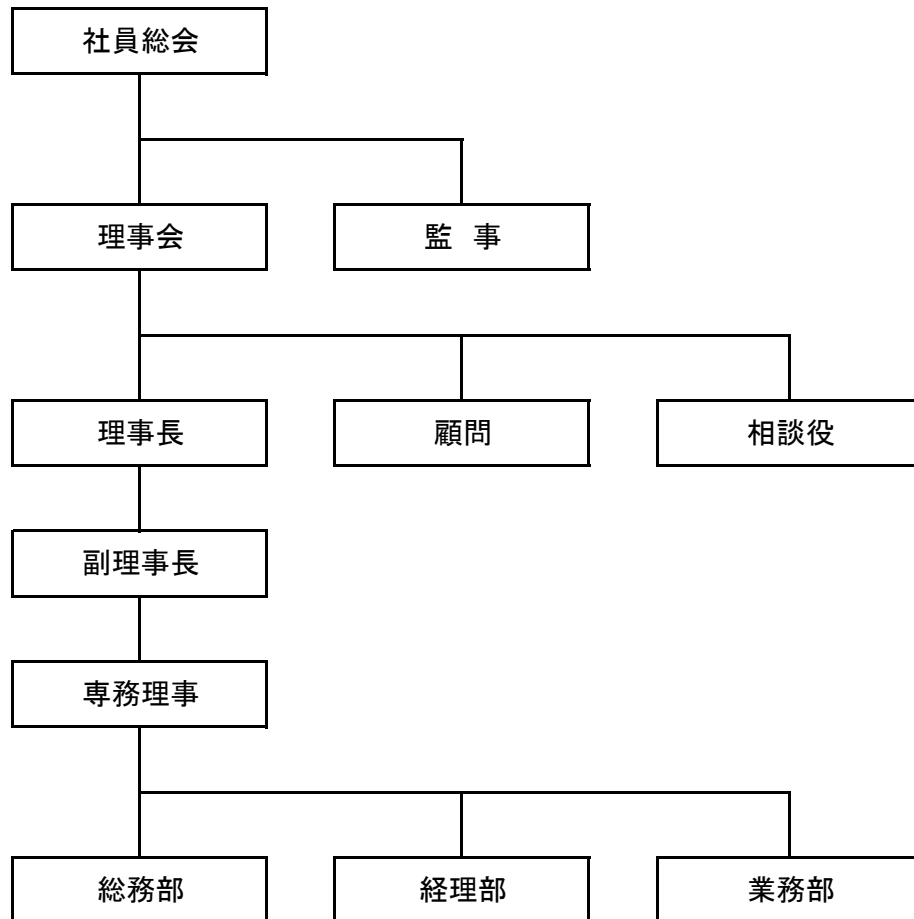 社員総会
理事会
監 事
理事長
顧問
相談役
副理事長
専務理事
総務部
経理部
業務部